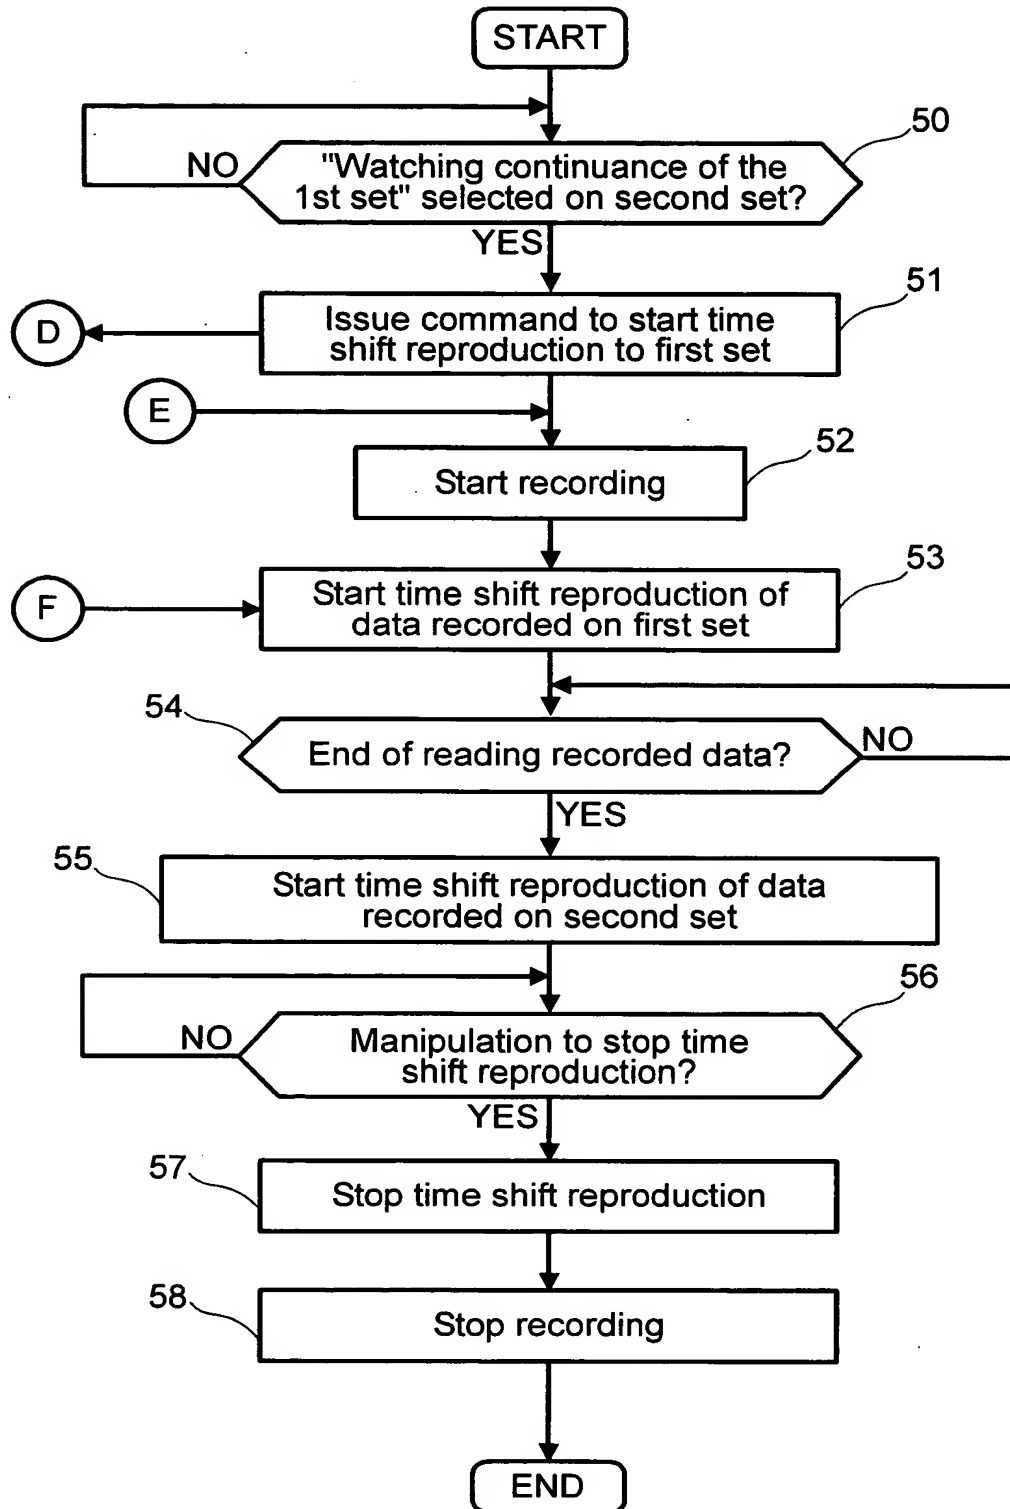 START
50
"Watching continuance of the
1st set" selected on second set?
NO
YES
51
Issue command to start time
shift reproduction to first set
D
E
52
Start recording
53
Start time shift reproduction of
data recorded on first set
F
54
End of reading recorded data?
NO
YES
55
Start time shift reproduction of data
recorded on second set
56
Manipulation to stop time
shift reproduction?
NO
YES
57
Stop time shift reproduction
58
Stop recording
END